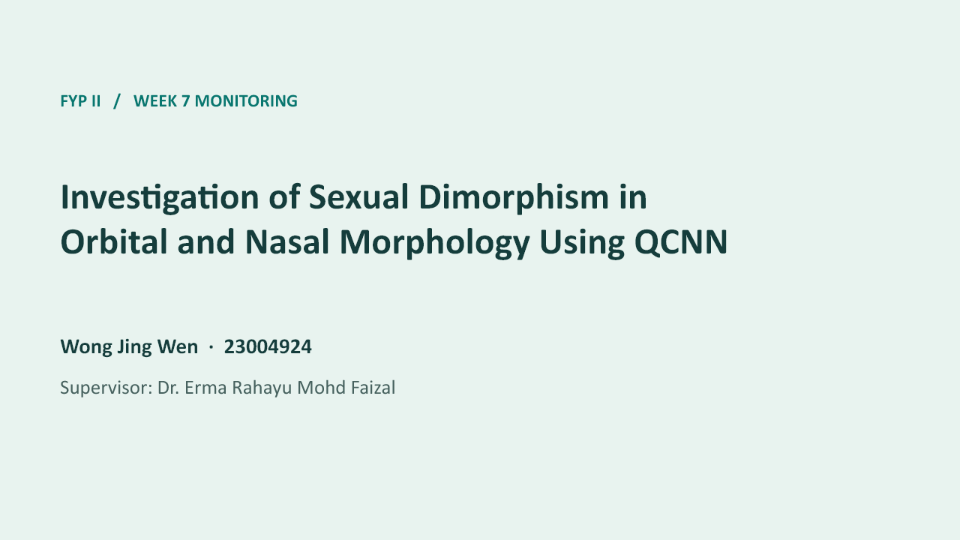 FYP II / WEEK 7 MONITORING
Investigation of Sexual Dimorphism in
Orbital and Nasal Morphology Using QCNN
Wong Jing Wen · 23004924
Supervisor: Dr. Erma Rahayu Mohd Faizal